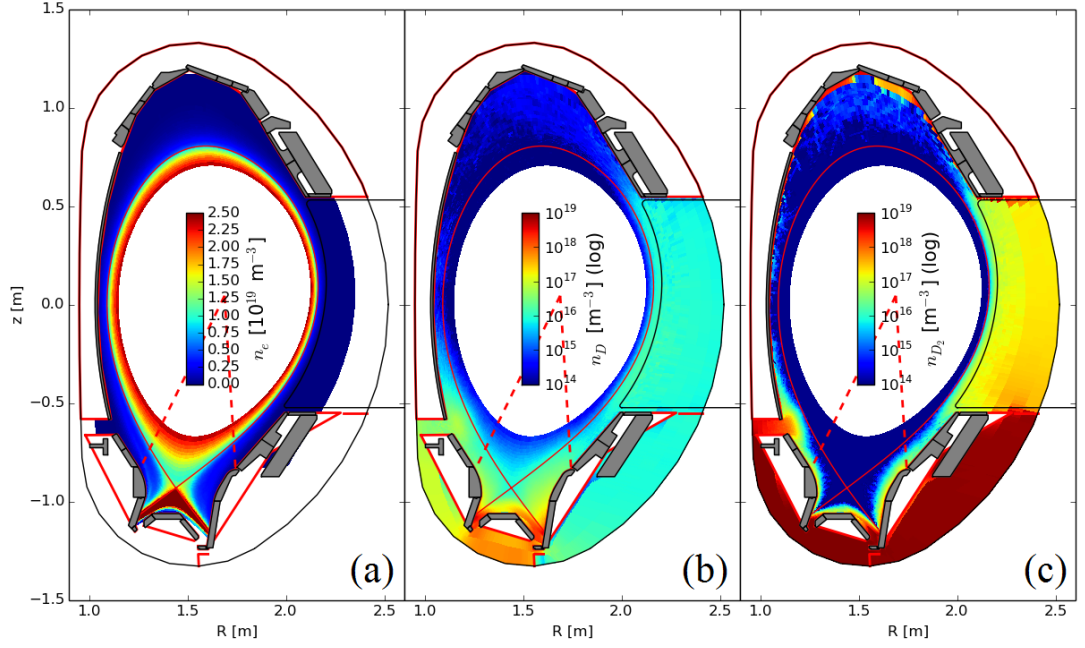 1.5
1.0
0.5
0.0
−0.5
−1.0
−1.5
z [m]
2.50
2.25
2.00
1.75
1.50
1.25
1.00
0.75
0.50
0.25
0.00
n_e [10^19 m^-3]
(a)
1.0 1.5 2.0 2.5
R [m]
10^19
10^18
10^17
10^16
10^15
10^14
n_D [m^-3] (log)
(b)
1.0 1.5 2.0 2.5
R [m]
10^19
10^18
10^17
10^16
10^15
10^14
n_D_2 [m^-3] (log)
(c)
1.0 1.5 2.0 2.5
R [m]